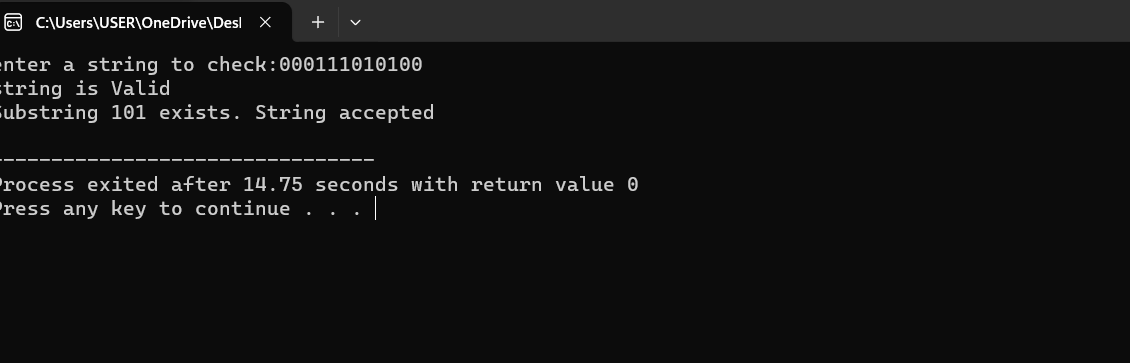 C:\Users\USER\OneDrive\Desl
enter a string to check:000111010100
string is Valid
Substring 101 exists. String accepted
--------------------------------
Process exited after 14.75 seconds with return value 0
Press any key to continue . . .